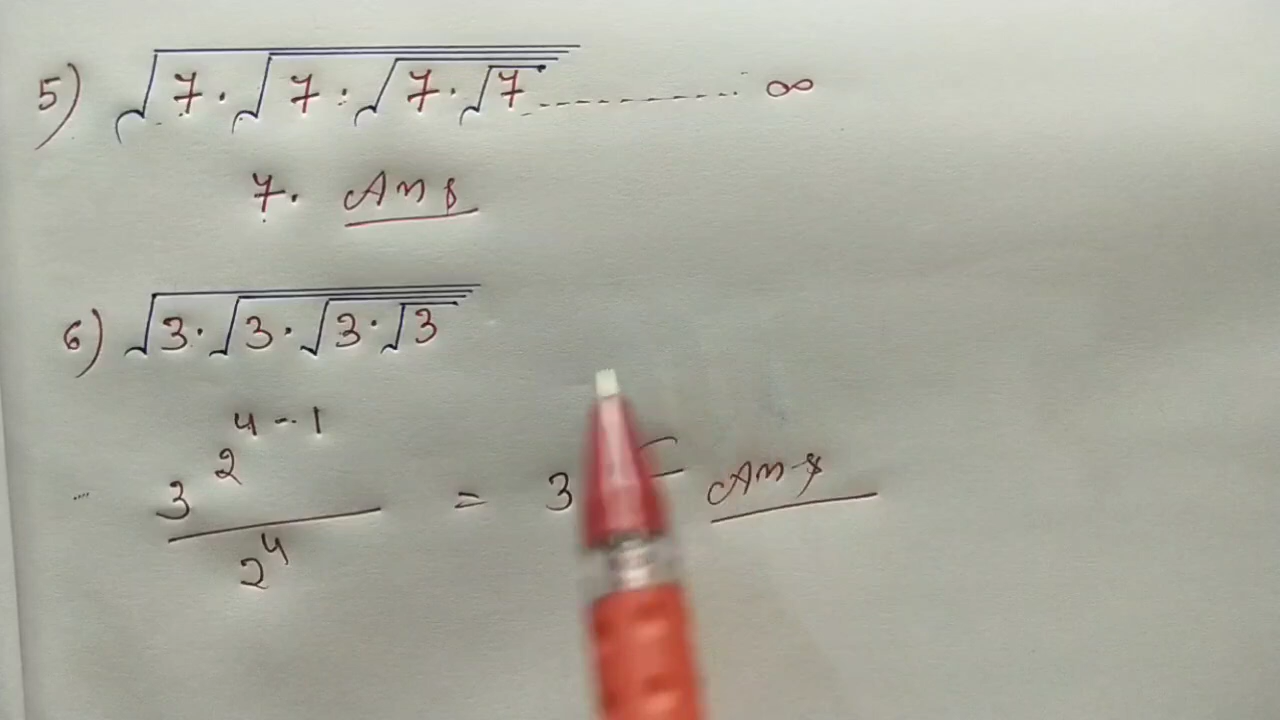 5) √7·√7·√7·√7 ---------- ∞
7. Ans
6) √3·√3·√3·√3
4-1
3 2 = 3 Ans
2^4